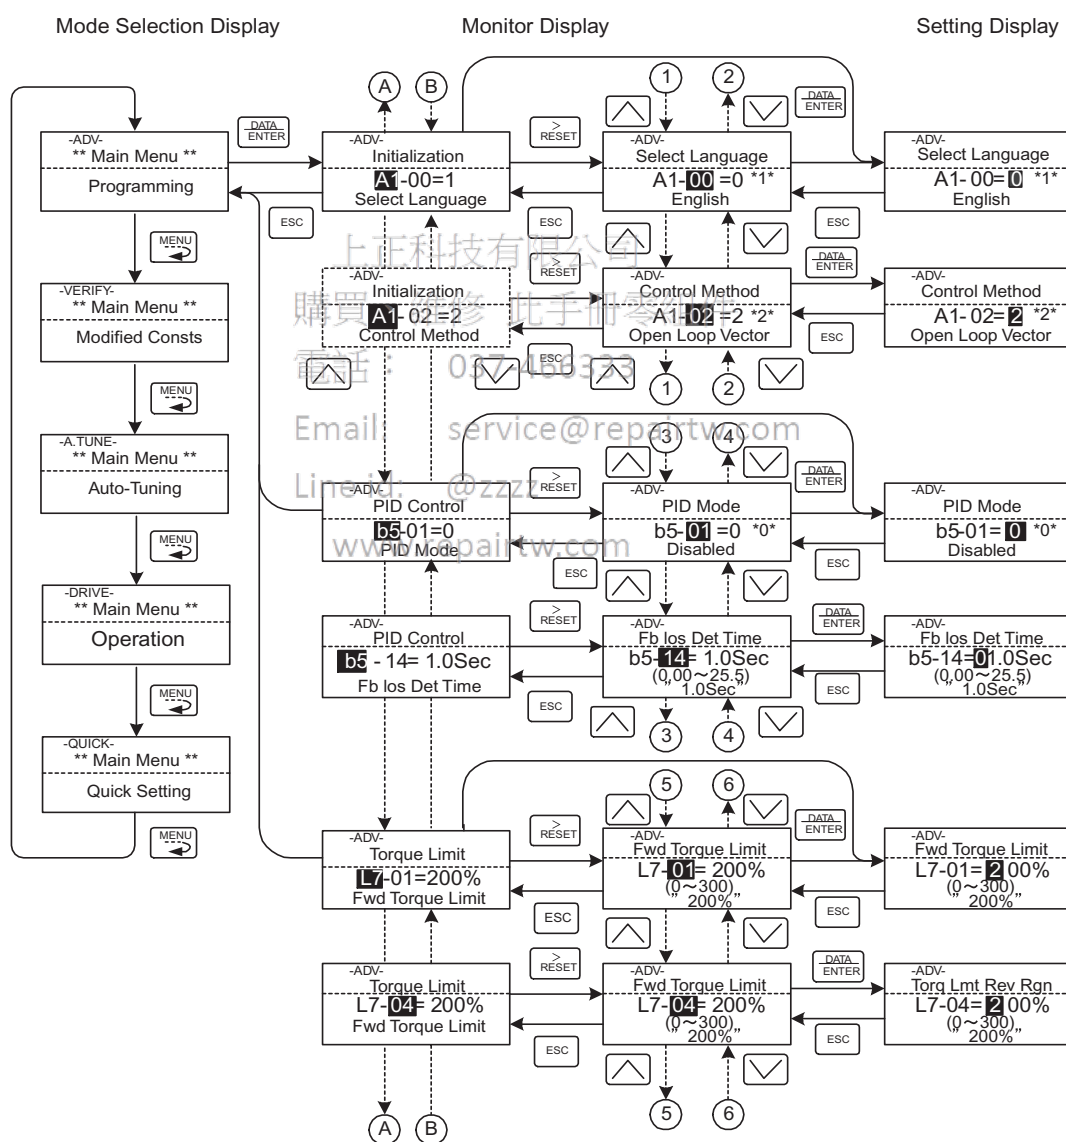 Mode Selection Display
Monitor Display
Setting Display
A
B
1
2
DATA
ENTER
-ADV-
** Main Menu **
Programming
DATA
ENTER
-ADV-
Initialization
A1-00=1
Select Language
>
RESET
-ADV-
Select Language
A1-00 =0 *1*
English
-ADV-
Select Language
A1- 00=0 *1*
English
ESC
ESC
ESC
MENU
上正科技有限公司
>
RESET
DATA
ENTER
-VERIFY-
** Main Menu **
Modified Consts
-ADV-
Initialization
A1- 02 =2
Control Method
-ADV-
Control Method
A1-02 =2 *2*
Open Loop Vector
-ADV-
Control Method
A1-02=2 *2*
Open Loop Vector
購買、維修 此手冊零組件
ESC
ESC
電話： 037-466333
1
2
MENU
Email: service@repairtw.com
3
4
-A.TUNE-
** Main Menu **
Auto-Tuning
Line id: @zzzz
>
RESET
DATA
ENTER
-ADV-
PID Control
b5-01=0
PID Mode
-ADV-
PID Mode
b5-01 =0 *0*
Disabled
-ADV-
PID Mode
b5-01= 0 *0*
Disabled
www.repairtw.com
MENU
ESC
ESC
-DRIVE-
** Main Menu **
Operation
>
RESET
DATA
ENTER
-ADV-
PID Control
b5 - 14= 1.0Sec
Fb los Det Time
-ADV-
Fb los Det Time
b5-14= 1.0Sec
(0.00～25.5)
" 1.0Sec"
-ADV-
Fb los Det Time
b5-14=01.0Sec
(0.00～25.5)
" 1.0Sec"
MENU
ESC
ESC
3
4
-QUICK-
** Main Menu **
Quick Setting
MENU
5
6
>
RESET
DATA
ENTER
-ADV-
Torque Limit
L7-01=200%
Fwd Torque Limit
-ADV-
Fwd Torque Limit
L7-01= 200%
(0～300)
" 200%"
-ADV-
Fwd Torque Limit
L7-01= 200%
(0～300)
" 200%"
ESC
ESC
>
RESET
DATA
ENTER
-ADV-
Torque Limit
L7-04= 200%
Fwd Torque Limit
-ADV-
Fwd Torque Limit
L7-04= 200%
(0～300)
" 200%"
-ADV-
Torq Lmt Rev Rgn
L7-04= 200%
(0～300)
" 200%"
ESC
ESC
A
B
5
6